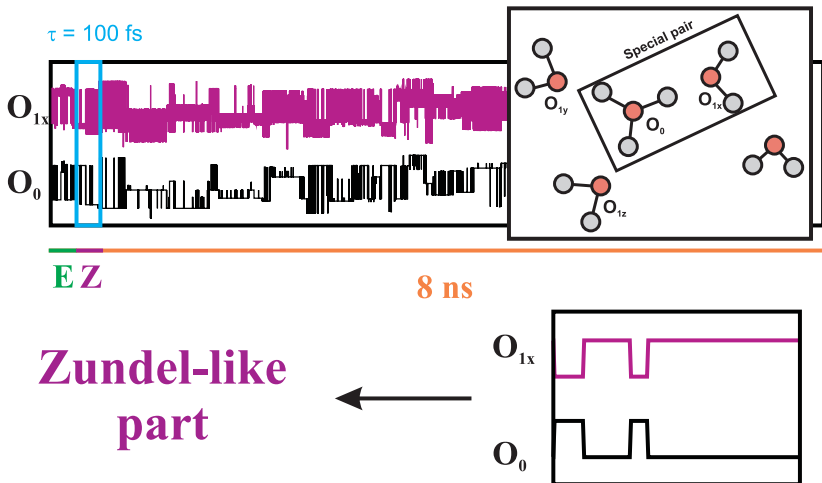 τ = 100 fs
O1x
O0
Special pair
O1y
O0
O1x
O1z
E Z
8 ns
Zundel-like
part
O1x
O0